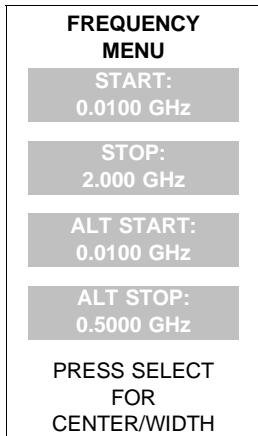 FREQUENCY
MENU
START:
0.0100 GHz
STOP:
2.000 GHz
ALT START:
0.0100 GHz
ALT STOP:
0.5000 GHz
PRESS SELECT
FOR
CENTER/WIDTH